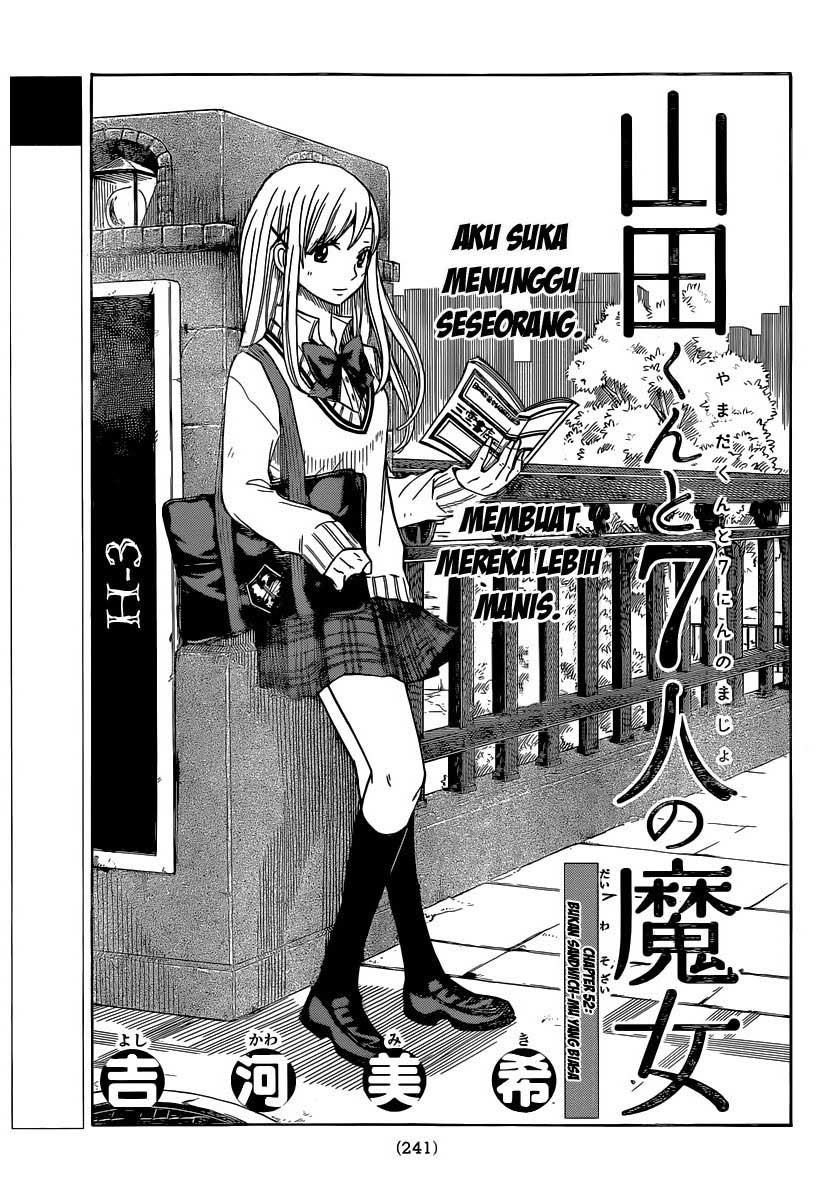 山田くんと7人の魔女
やまだくんと7にんのまじょ
AKU SUKA
MENUNGGU
SESEORANG.
MEMBUAT
MEREKA LEBIH
MANIS.
H-3
だい わ そざい
CHAPTER 52:
BUKAN SANDWICH-MU YANG BIASA
よし かわ み き
吉河美希
(241)